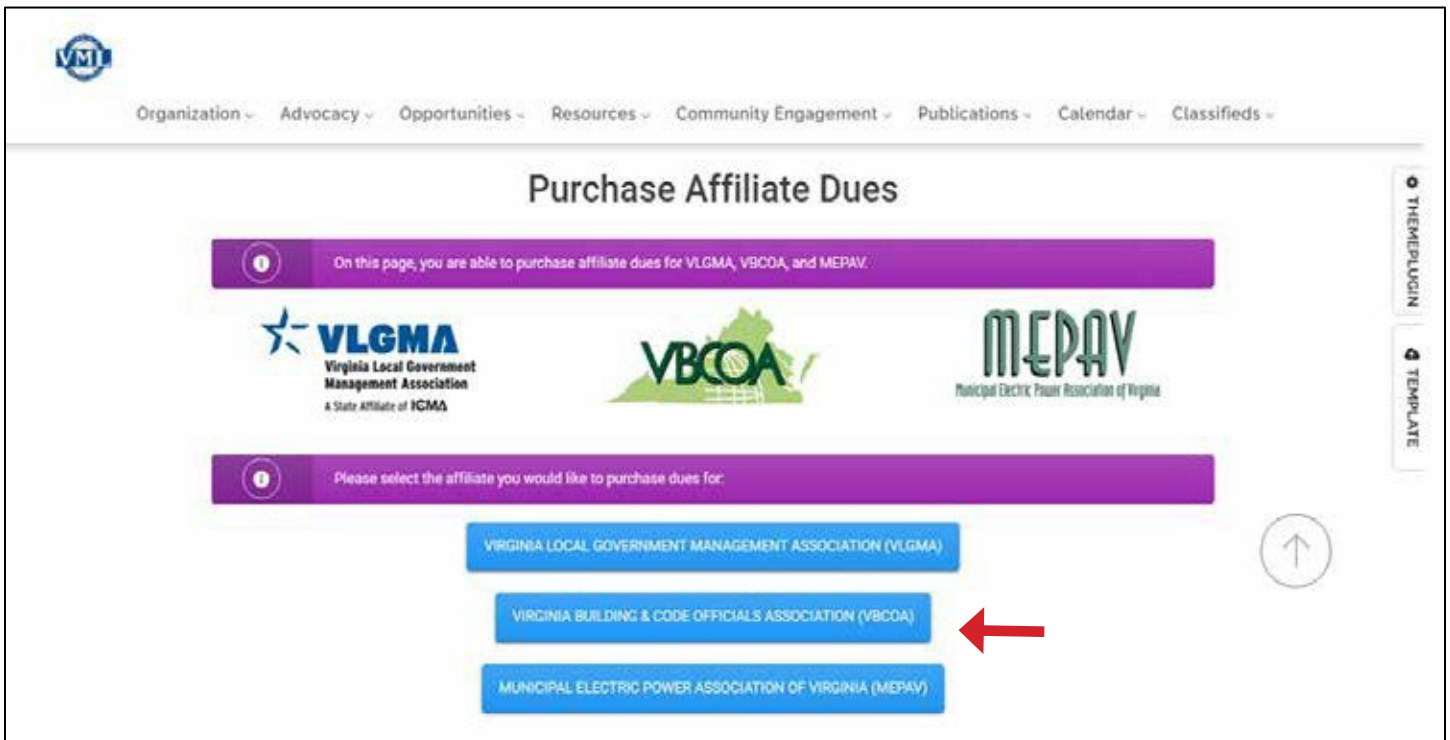 VML
Organization Advocacy Opportunities Resources Community Engagement Publications Calendar Classifieds
Purchase Affiliate Dues
THEMEPLUGIN
On this page, you are able to purchase affiliate dues for VLGMA, VBCOA, and MEPAV.
VLGMA
Virginia Local Government
Management Association
A State Affiliate of ICMA
VBCOA
MEPAV
Municipal Electric Power Association of Virginia
TEMPLATE
Please select the affiliate you would like to purchase dues for:
VIRGINIA LOCAL GOVERNMENT MANAGEMENT ASSOCIATION (VLGMA)
VIRGINIA BUILDING & CODE OFFICIALS ASSOCIATION (VBCOA)
MUNICIPAL ELECTRIC POWER ASSOCIATION OF VIRGINIA (MEPAV)